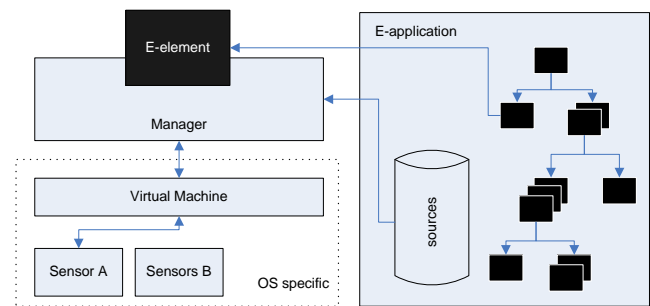 E-element
E-application
Manager
Virtual Machine
sources
Sensor A
Sensors B
OS specific